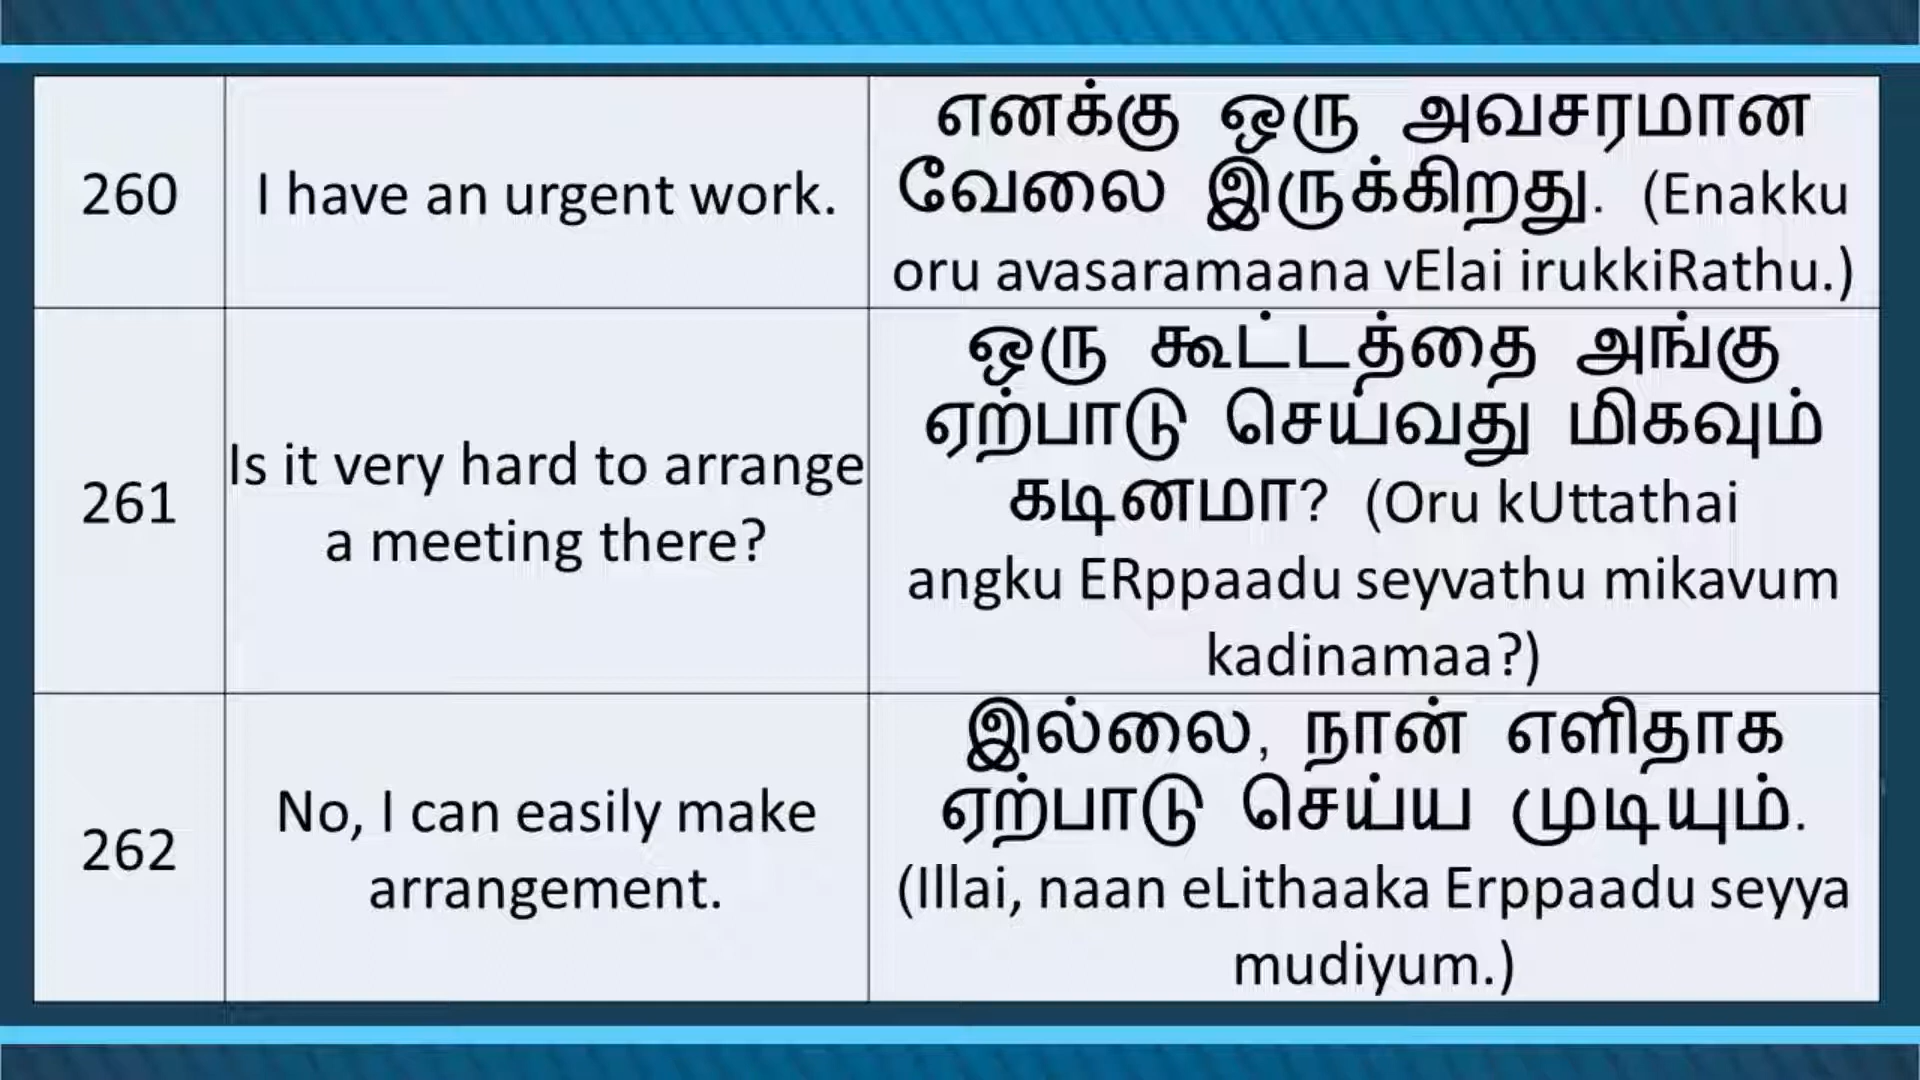 260
I have an urgent work.
எனக்கு ஒரு அவசரமான
வேலை இருக்கிறது. (Enakku
oru avasaramaana vElai irukkiRathu.)
261
Is it very hard to arrange
a meeting there?
ஒரு கூட்டத்தை அங்கு
ஏற்பாடு செய்வது மிகவும்
கடினமா? (Oru kUttathai
angku ERppaadu seyvathu mikavum
kadinamaa?)
262
No, I can easily make
arrangement.
இல்லை, நான் எளிதாக
ஏற்பாடு செய்ய முடியும்.
(Illai, naan eLithaaka Erppaadu seyya
mudiyum.)